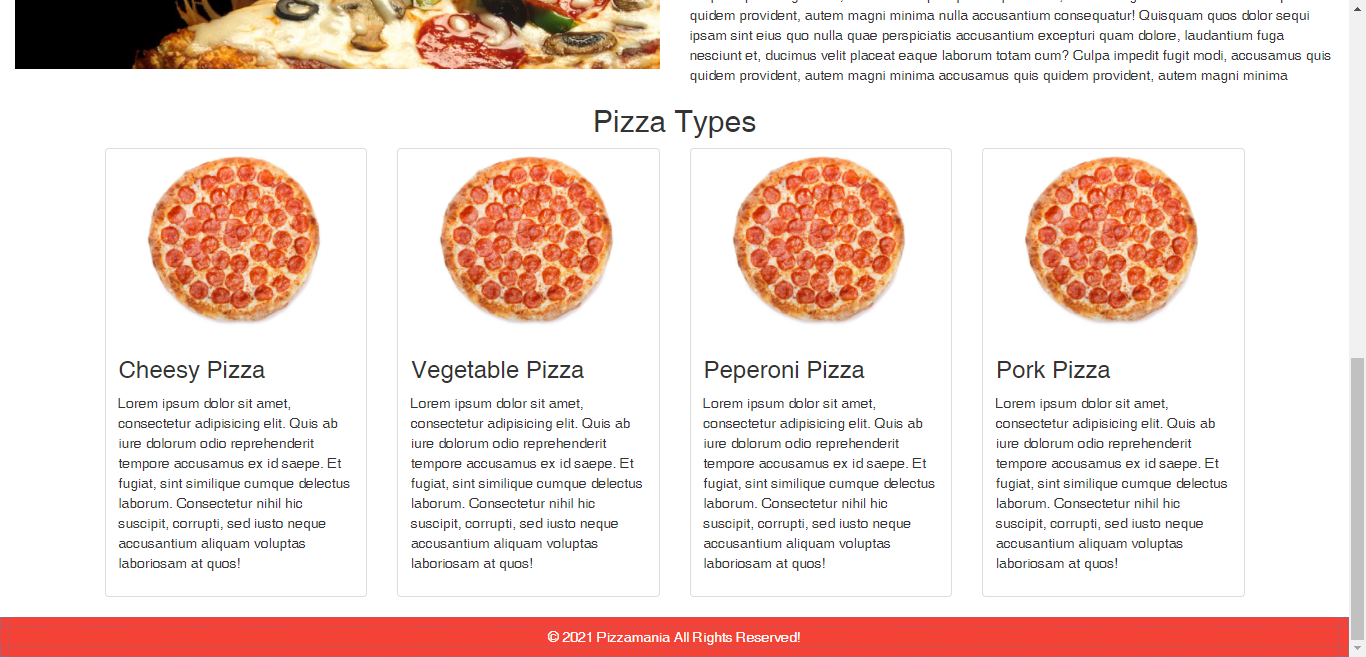 quidem provident, autem magni minima nulla accusantium consequatur! Quisquam quos dolor sequi
ipsam sint eius quo nulla quae perspiciatis accusantium excepturi quam dolore, laudantium fuga
nesciunt et, ducimus velit placeat eaque laborum totam cum? Culpa impedit fugit modi, accusamus quis
quidem provident, autem magni minima accusamus quis quidem provident, autem magni minima
Pizza Types
Cheesy Pizza
Lorem ipsum dolor sit amet,
consectetur adipisicing elit. Quis ab
iure dolorum odio reprehenderit
tempore accusamus ex id saepe. Et
fugiat, sint similique cumque delectus
laborum. Consectetur nihil hic
suscipit, corrupti, sed iusto neque
accusantium aliquam voluptas
laboriosam at quos!
Vegetable Pizza
Lorem ipsum dolor sit amet,
consectetur adipisicing elit. Quis ab
iure dolorum odio reprehenderit
tempore accusamus ex id saepe. Et
fugiat, sint similique cumque delectus
laborum. Consectetur nihil hic
suscipit, corrupti, sed iusto neque
accusantium aliquam voluptas
laboriosam at quos!
Peperoni Pizza
Lorem ipsum dolor sit amet,
consectetur adipisicing elit. Quis ab
iure dolorum odio reprehenderit
tempore accusamus ex id saepe. Et
fugiat, sint similique cumque delectus
laborum. Consectetur nihil hic
suscipit, corrupti, sed iusto neque
accusantium aliquam voluptas
laboriosam at quos!
Pork Pizza
Lorem ipsum dolor sit amet,
consectetur adipisicing elit. Quis ab
iure dolorum odio reprehenderit
tempore accusamus ex id saepe. Et
fugiat, sint similique cumque delectus
laborum. Consectetur nihil hic
suscipit, corrupti, sed iusto neque
accusantium aliquam voluptas
laboriosam at quos!
© 2021 Pizzamania All Rights Reserved!